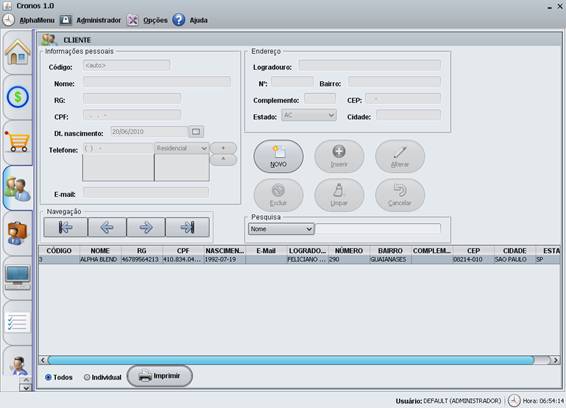 Cronos 1.0
AlphaMenu Administrador Opções Ajuda
CLIENTE
Informações pessoais
Código: <auto>
Nome:
RG:
CPF: . . -
Dt. nascimento: 20/06/2010
Telefone: ( ) - Residencial +
^
E-mail:
Endereço
Logradouro:
Nº: Bairro:
Complemento: CEP: -
Estado: AC Cidade:
NOVO Inserir Alterar
Excluir Limpar Cancelar
Navegação
Pesquisa
Nome
CÓDIGO NOME RG CPF NASCIMEN... E-Mail LOGRADO... NÚMERO BAIRRO COMPLEM... CEP CIDADE ESTA
3 ALPHA BLEND 46789564213 410.834.04... 1992-07-19 FELICIANO ... 290 GUAIANASES 08214-010 SAO PAULO SP
Todos Individual Imprimir
Usuário: DEFAULT (ADMINISTRADOR) Hora: 06:54:14